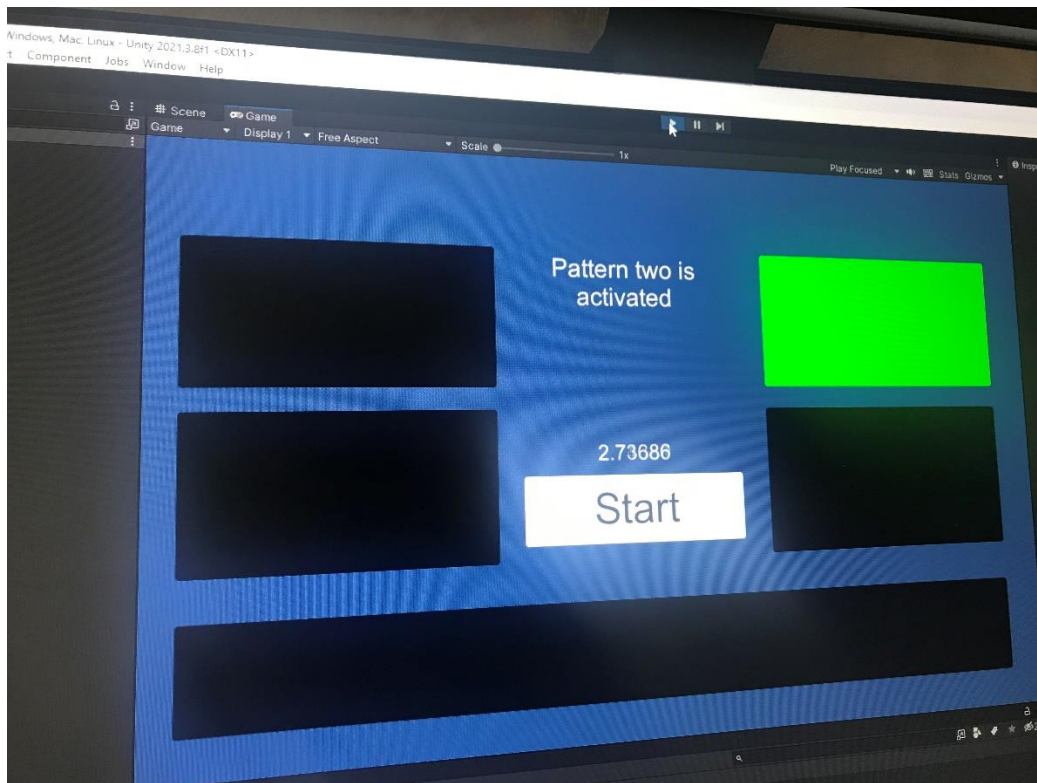 Windows, Mac, Linux - Unity 2021.3.8f1 <DX11>
Component Jobs Window Help
Scene Game
Game Display 1 Free Aspect Scale 1x
Play Focused Stats Gizmos
Pattern two is
activated
2.73686
Start